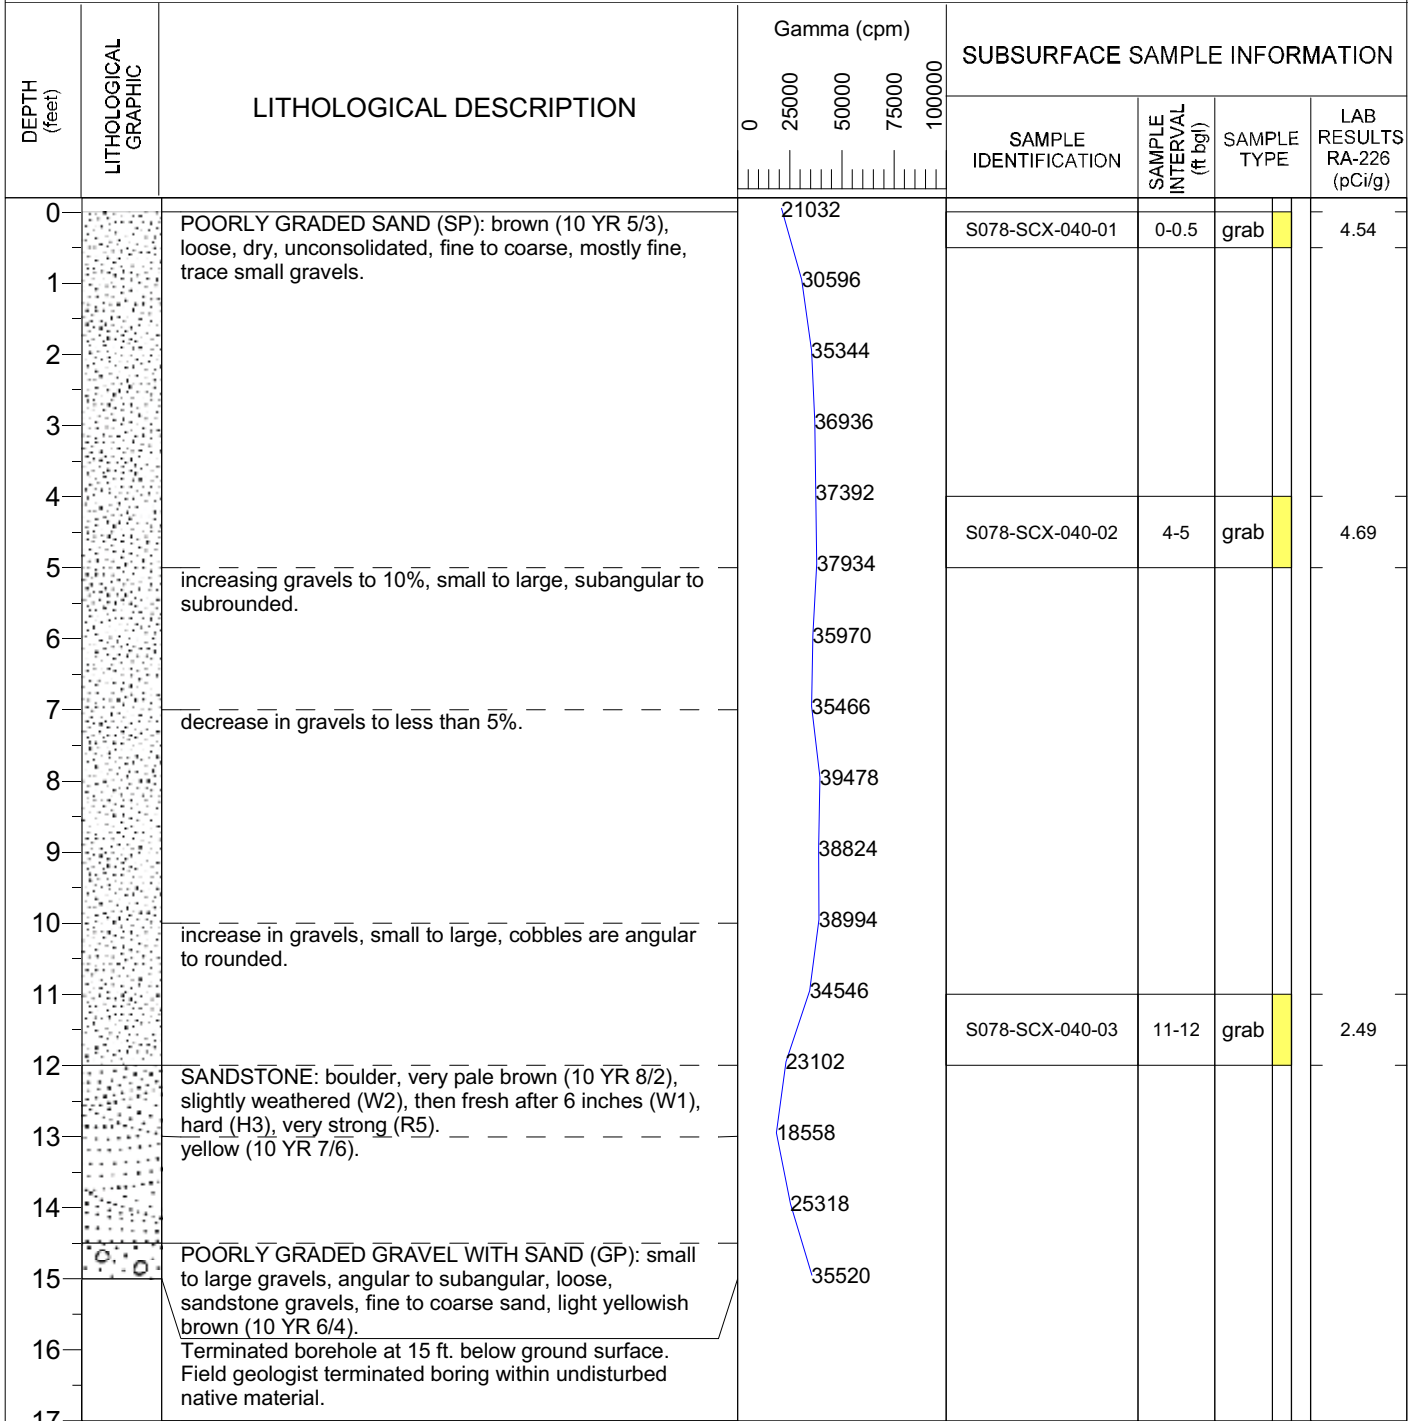 DEPTH
(feet)
LITHOLOGICAL
GRAPHIC
LITHOLOGICAL DESCRIPTION
Gamma (cpm)
0
25000
50000
75000
100000
SUBSURFACE SAMPLE INFORMATION
SAMPLE
IDENTIFICATION
SAMPLE
INTERVAL
(ft bgl)
SAMPLE
TYPE
LAB
RESULTS
RA-226
(pCi/g)
0
POORLY GRADED SAND (SP): brown (10 YR 5/3),
loose, dry, unconsolidated, fine to coarse, mostly fine,
trace small gravels.
21032
S078-SCX-040-01 0-0.5 grab 4.54
1
30596
2
35344
3
36936
4
37392
S078-SCX-040-02 4-5 grab 4.69
5
37934
increasing gravels to 10%, small to large, subangular to
subrounded.
6
35970
7
35466
decrease in gravels to less than 5%.
8
39478
9
38824
10
38994
increase in gravels, small to large, cobbles are angular
to rounded.
11
34546
S078-SCX-040-03 11-12 grab 2.49
12
23102
SANDSTONE: boulder, very pale brown (10 YR 8/2),
slightly weathered (W2), then fresh after 6 inches (W1),
hard (H3), very strong (R5).
13
18558
yellow (10 YR 7/6).
14
25318
POORLY GRADED GRAVEL WITH SAND (GP): small
to large gravels, angular to subangular, loose,
sandstone gravels, fine to coarse sand, light yellowish
brown (10 YR 6/4).
15
35520
16
Terminated borehole at 15 ft. below ground surface.
Field geologist terminated boring within undisturbed
native material.
17